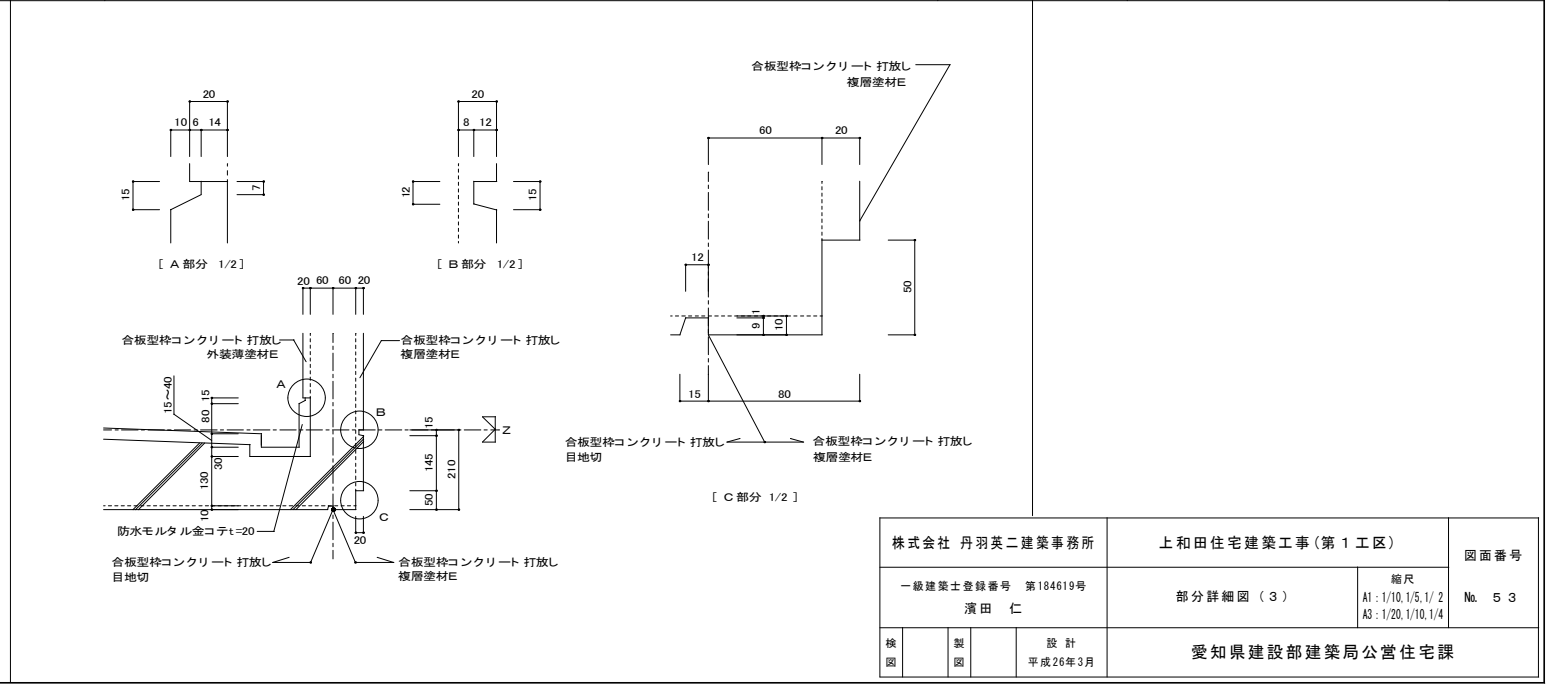 20
10 6 14
15
7
[ A部分 1/2]
20
8 12
12
15
[ B部分 1/2]
合板型枠コンクリート 打放し
複層塗材E
60 20
12
50
1
9
10
15 80
合板型枠コンクリート 打放し
目地切
合板型枠コンクリート 打放し
複層塗材E
[ C部分 1/2 ]
20 60 60 20
合板型枠コンクリート 打放し
外装薄塗材E
合板型枠コンクリート 打放し
複層塗材E
A
15~40
15
80
B
15
Z
30
145
210
130
50
10
C
20
防水モルタル金コテt=20
合板型枠コンクリート 打放し
目地切
合板型枠コンクリート 打放し
複層塗材E
株式会社 丹羽英二建築事務所
上和田住宅建築工事(第1工区)
図面番号
一級建築士登録番号 第184619号
濱田 仁
部分詳細図(3)
縮尺
A1:1/10,1/5,1/ 2
A3:1/20,1/10,1/4
№ 53
検図
製図
設計
平成26年3月
愛知県建設部建築局公営住宅課